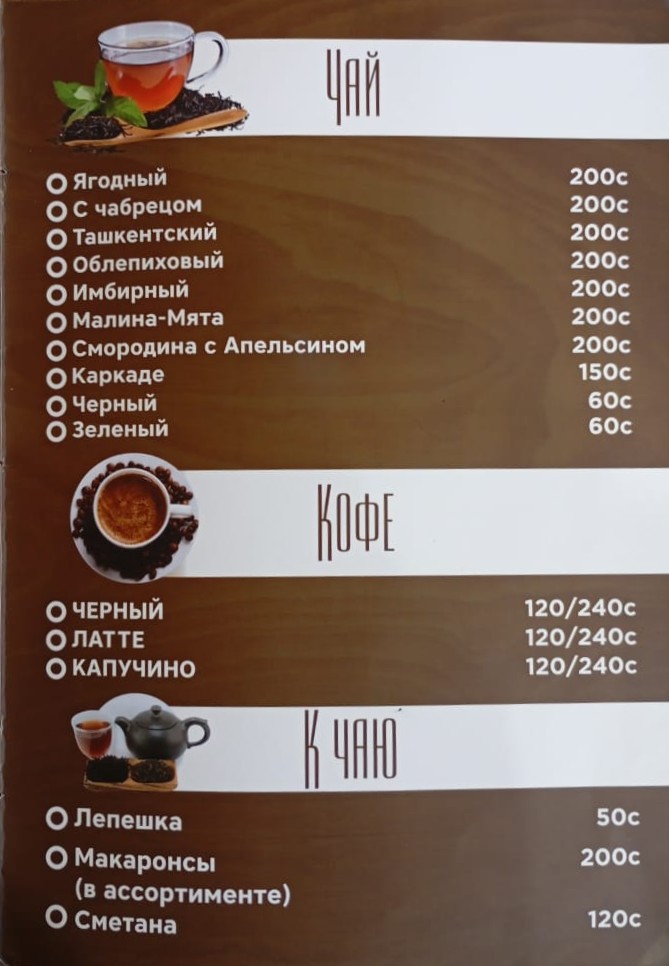 Чай
Ягодный 200с
С чабрецом 200с
Ташкентский 200с
Облепиховый 200с
Имбирный 200с
Малина-Мята 200с
Смородина с Апельсином 200с
Каркаде 150с
Черный 60с
Зеленый 60с
Кофе
ЧЕРНЫЙ 120/240с
ЛАТТЕ 120/240с
КАПУЧИНО 120/240с
К чаю
Лепешка 50с
Макаронсы 200с
(в ассортименте)
Сметана 120с